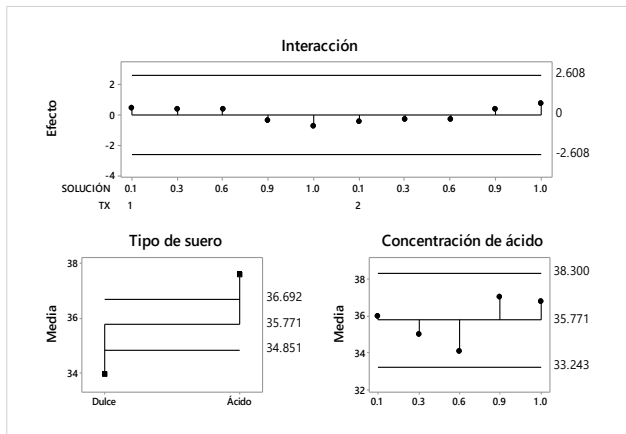 Interacción
Efecto
2
0
-2
-4
2.608
0
-2.608
SOLUCIÓN 0.1 0.3 0.6 0.9 1.0 0.1 0.3 0.6 0.9 1.0
TX 1 2
Tipo de suero
Media
38
36
34
36.692
35.771
34.851
Dulce Ácido
Concentración de ácido
Media
38
36
34
32
38.300
35.771
33.243
0.1 0.3 0.6 0.9 1.0